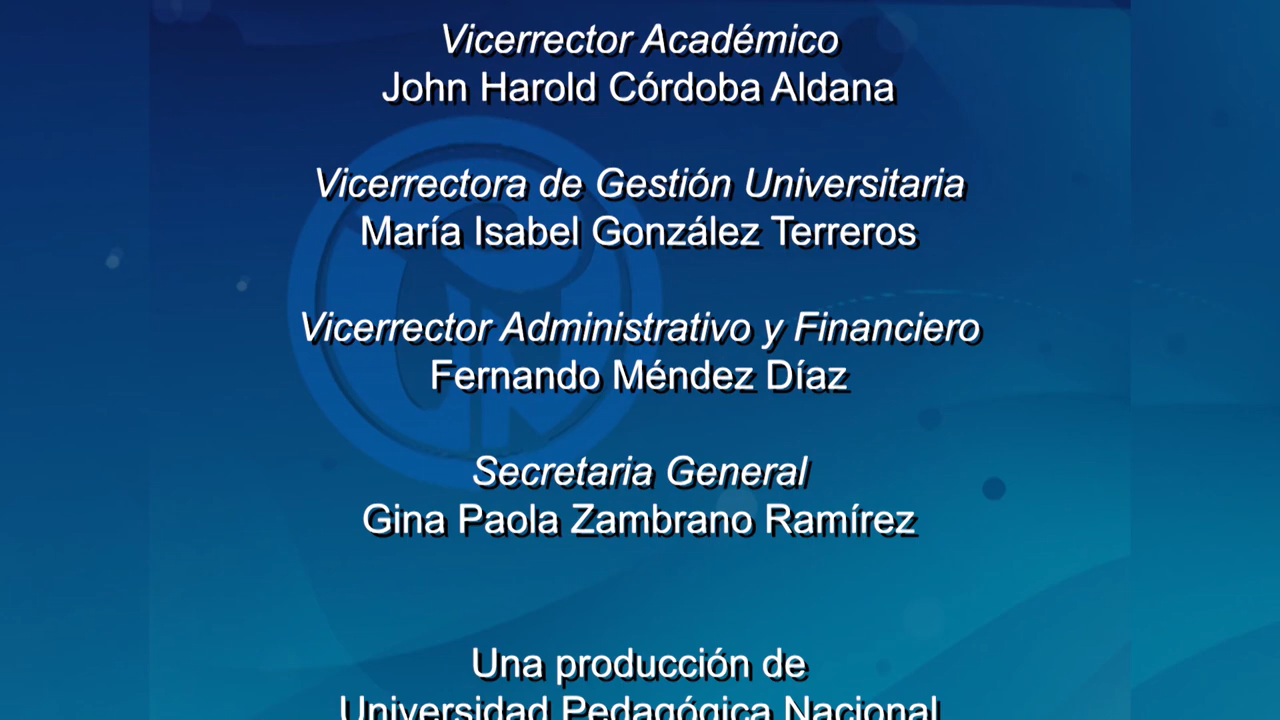 Vicerrector Académico
John Harold Córdoba Aldana
Vicerrectora de Gestión Universitaria
María Isabel González Terreros
Vicerrector Administrativo y Financiero
Fernando Méndez Díaz
Secretaria General
Gina Paola Zambrano Ramírez
Una producción de
Universidad Pedagógica Nacional